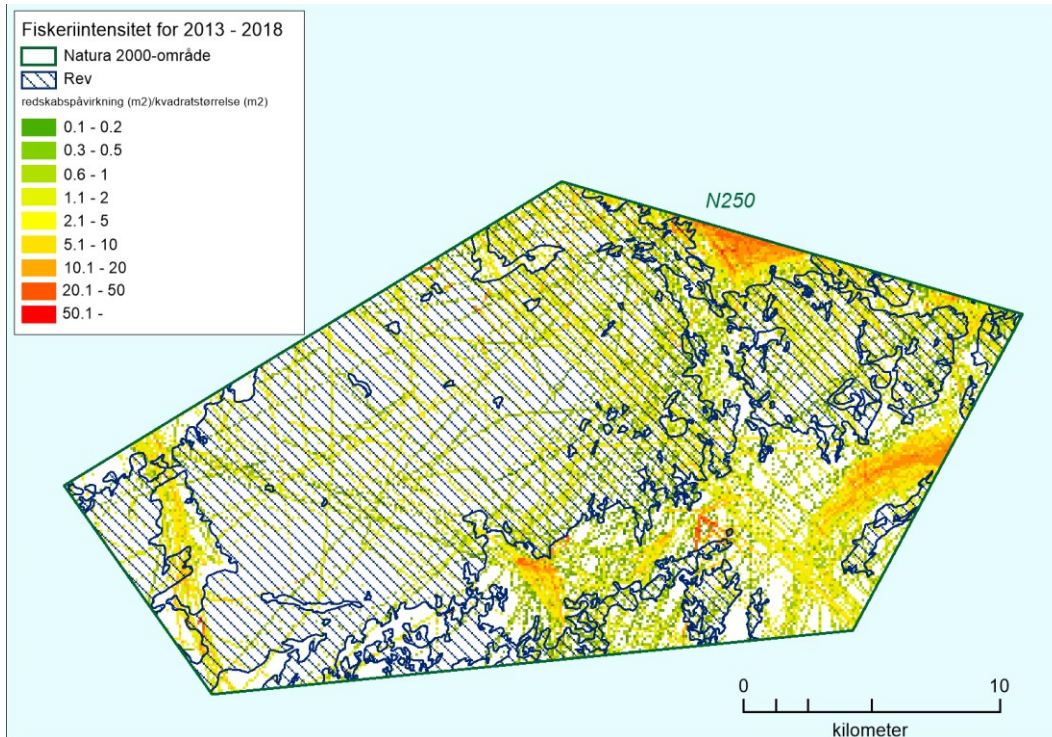 Fiskeriintensitet for 2013 - 2018
Natura 2000-område
Rev
redskabspåvirkning (m2)/kvadratstørrelse (m2)
0.1 - 0.2
0.3 - 0.5
0.6 - 1
1.1 - 2
2.1 - 5
5.1 - 10
10.1 - 20
20.1 - 50
50.1 -
N250
0 10
kilometer